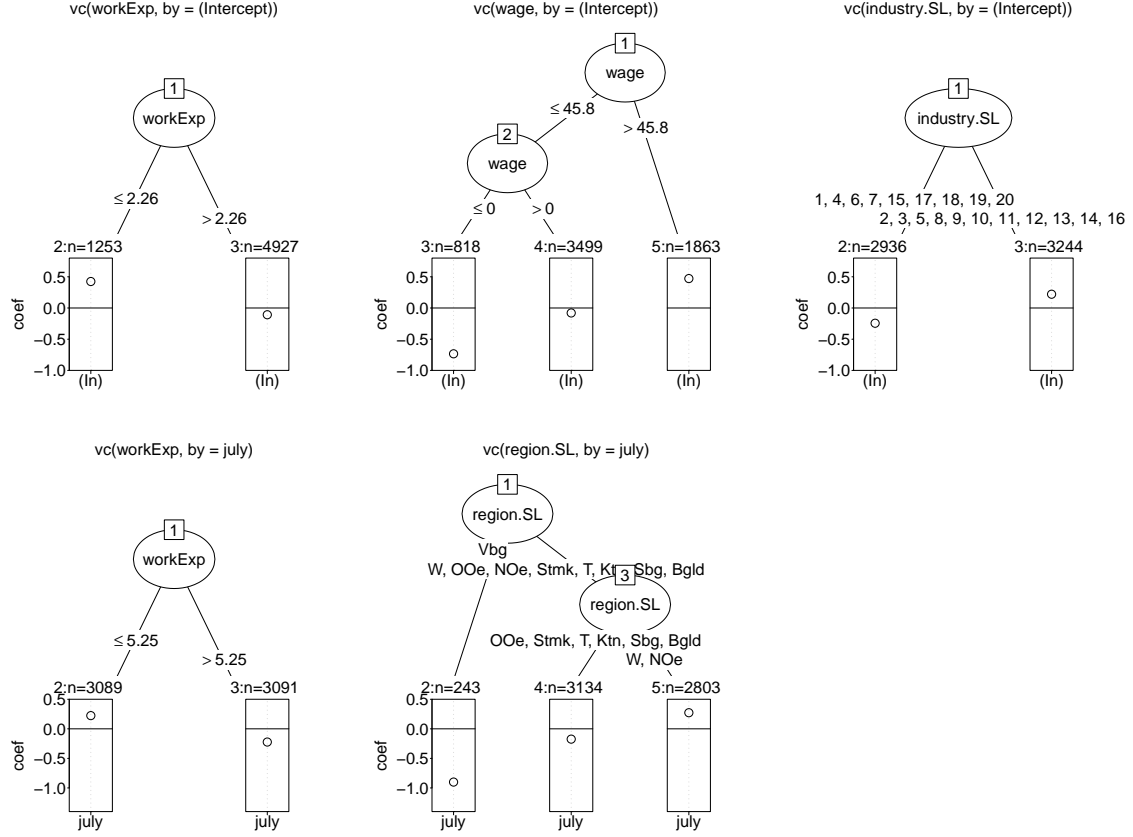 vc(workExp, by = (Intercept))
1
workExp
≤ 2.26
> 2.26
2:n=1253
3:n=4927
coef
0.5
0.0
−0.5
−1.0
(In)
(In)
vc(wage, by = (Intercept))
1
wage
≤ 45.8
> 45.8
2
wage
≤ 0
> 0
3:n=818
4:n=3499
5:n=1863
coef
0.5
0.0
−0.5
−1.0
(In)
(In)
(In)
vc(industry.SL, by = (Intercept))
1
industry.SL
1, 4, 6, 7, 15, 17, 18, 19, 20
2, 3, 5, 8, 9, 10, 11, 12, 13, 14, 16
2:n=2936
3:n=3244
coef
0.5
0.0
−0.5
−1.0
(In)
(In)
vc(workExp, by = july)
1
workExp
≤ 5.25
> 5.25
2:n=3089
3:n=3091
coef
0.5
0.0
−0.5
−1.0
july
july
vc(region.SL, by = july)
1
region.SL
Vbg
W, OOe, NOe, Stmk, T, Ktn, Sbg, Bgld
3
region.SL
OOe, Stmk, T, Ktn, Sbg, Bgld
W, NOe
2:n=243
4:n=3134
5:n=2803
coef
0.5
0.0
−0.5
−1.0
july
july
july